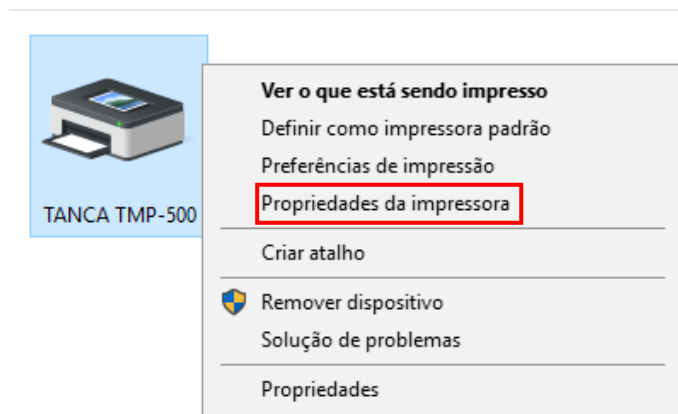 Ver o que está sendo impresso
Definir como impressora padrão
Preferências de impressão
Propriedades da impressora
TANCA TMP-500
Criar atalho
Remover dispositivo
Solução de problemas
Propriedades